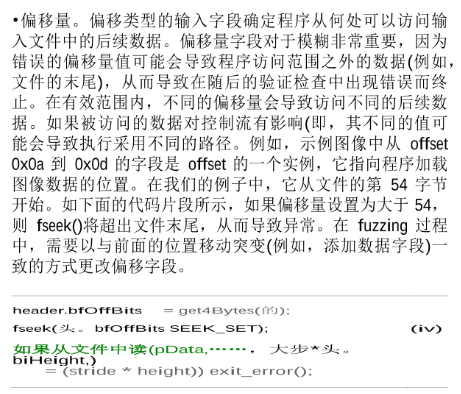 •偏移量。偏移类型的输入字段确定程序从何处可以访问输
入文件中的后续数据。偏移量字段对于模糊非常重要，因为
错误的偏移量值可能会导致程序访问范围之外的数据(例如，
文件的末尾)，从而导致在随后的验证检查中出现错误而终
止。在有效范围内，不同的偏移量会导致访问不同的后续数
据。如果被访问的数据对控制流有影响(即，其不同的值可
能会导致执行采用不同的路径。例如，示例图像中从 offset
0x0a 到 0x0d 的字段是 offset 的一个实例，它指向程序加载
图像数据的位置。在我们的例子中，它从文件的第 54 字节
开始。如下面的代码片段所示，如果偏移量设置为大于 54，
则 fseek()将超出文件末尾，从而导致异常。在 fuzzing 过程
中，需要以与前面的位置移动突变(例如，添加数据字段)一
致的方式更改偏移字段。
header.bfOffBits = get4Bytes(的);
fseek(头。bfOffBits SEEK_SET); (iv)
如果从文件中读(pData,……，大步*头。
biHeight,)
= (stride * height)) exit_error();